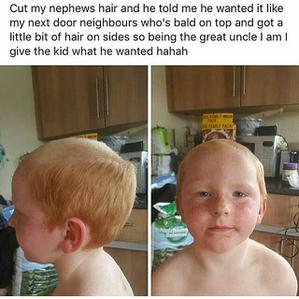 Cut my nephews hair and he told me he wanted it like
my next door neighbours who's bald on top and got a
little bit of hair on sides so being the great uncle I am I
give the kid what he wanted hahah
FAMILY PACK